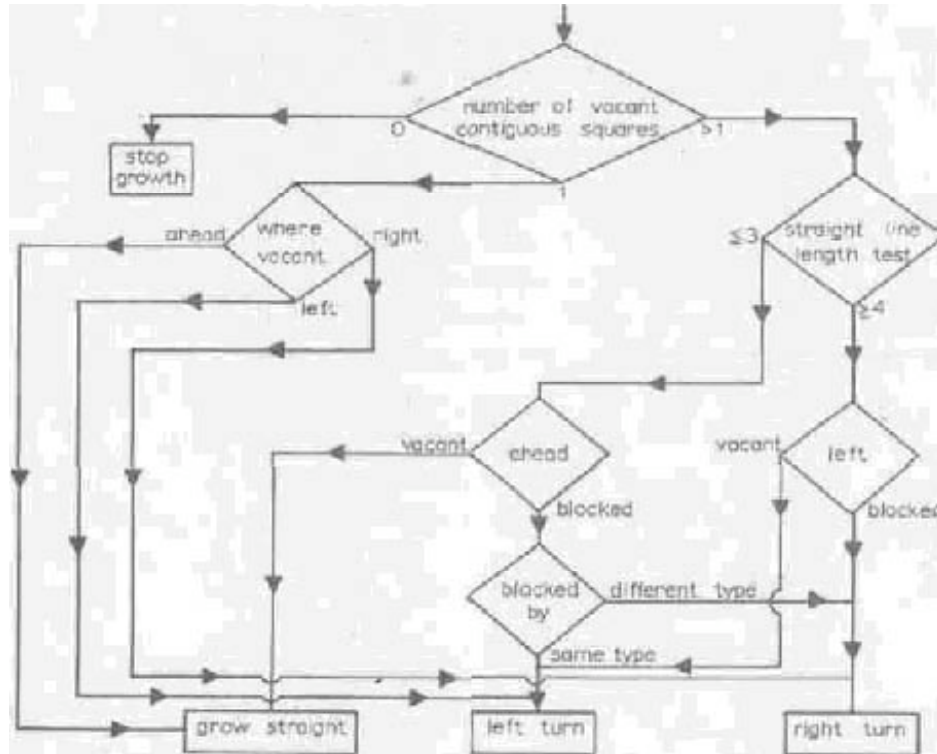 number of vacant
contiguous squares
0
>1
1
stop
growth
where
vacant
ahead
right
left
straight line
length test
≦3
≧4
vacant
ahead
blocked
vacant
left
blocked
blocked
by
different type
same type
grow straight
left turn
right turn